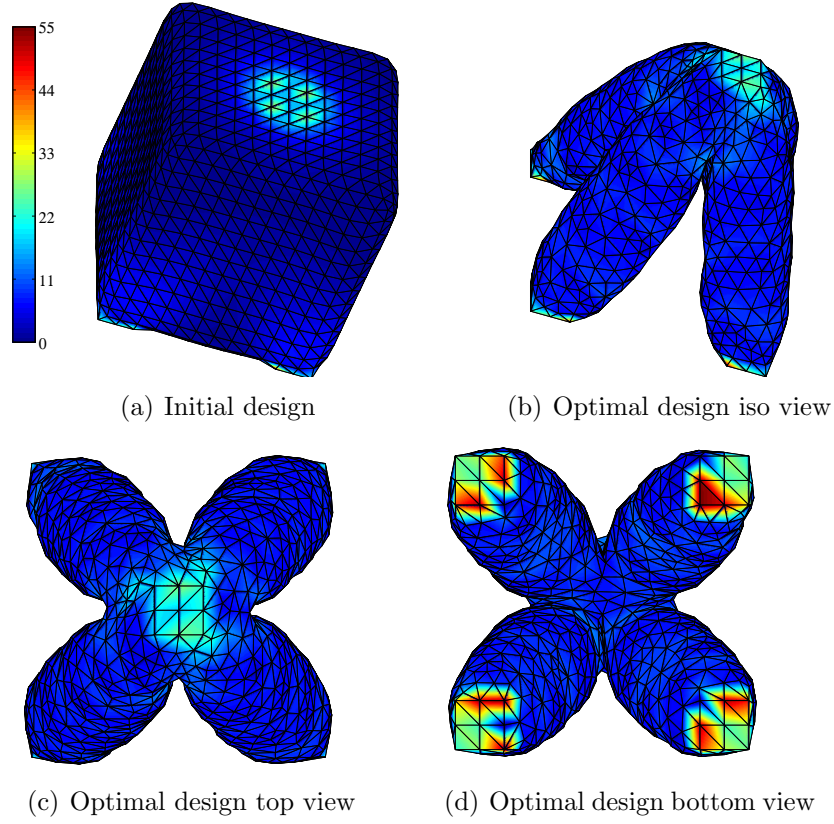 55
44
33
22
11
0
(a) Initial design
(b) Optimal design iso view
(c) Optimal design top view
(d) Optimal design bottom view